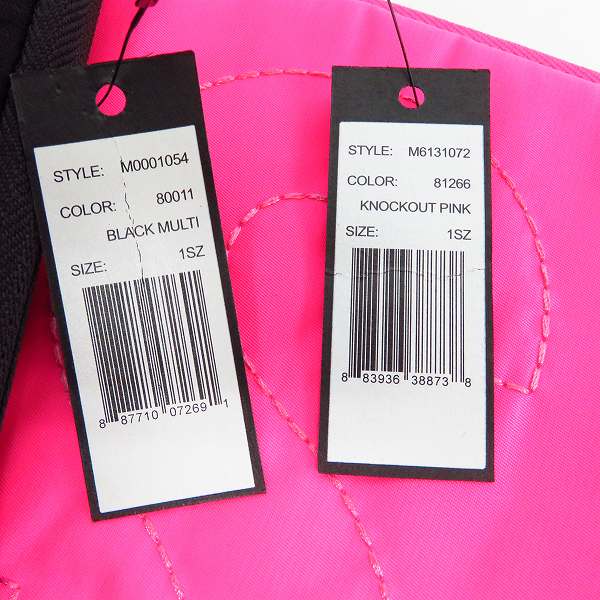 STYLE: M0001054
COLOR: 80011
BLACK MULTI
SIZE: 1SZ
8 87710 07269 1
STYLE: M6131072
COLOR: 81266
KNOCKOUT PINK
SIZE: 1SZ
8 83936 38873 8